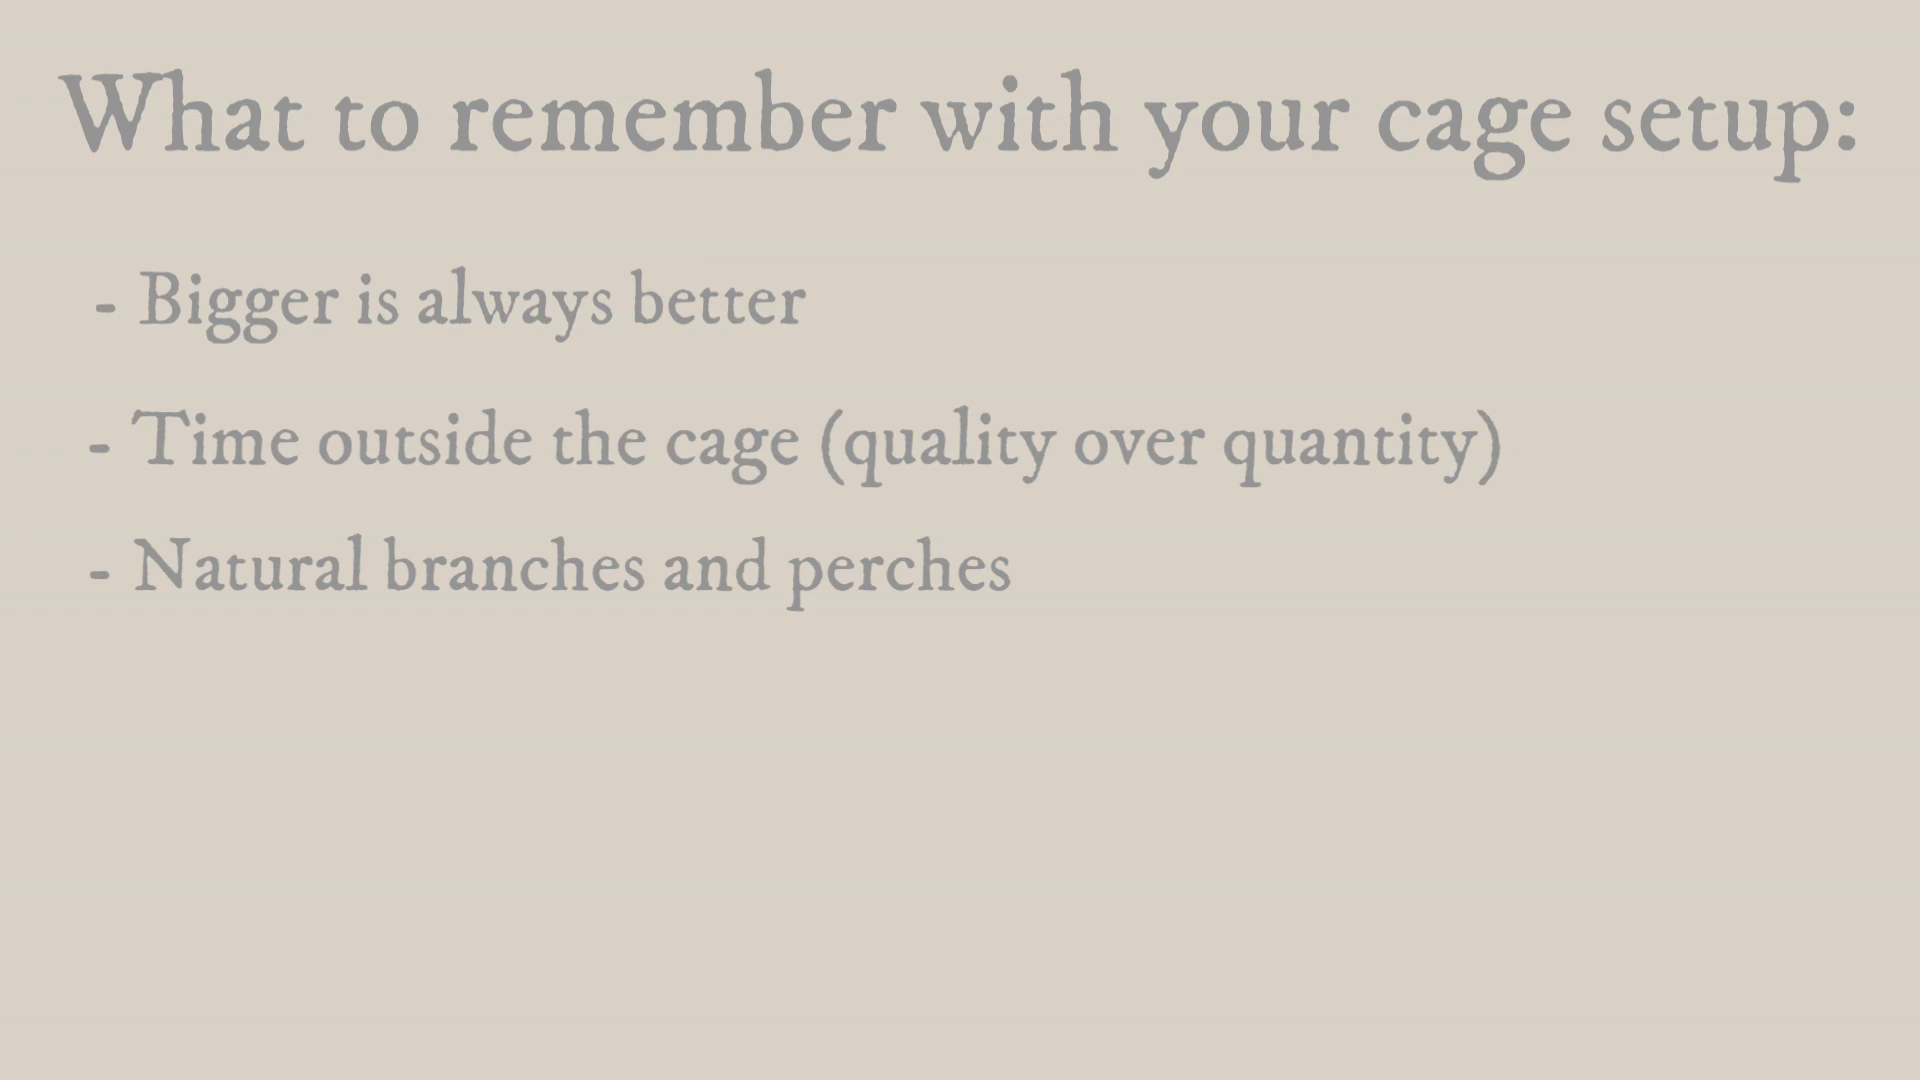 What to remember with your cage setup:
- Bigger is always better
- Time outside the cage (quality over quantity)
- Natural branches and perches